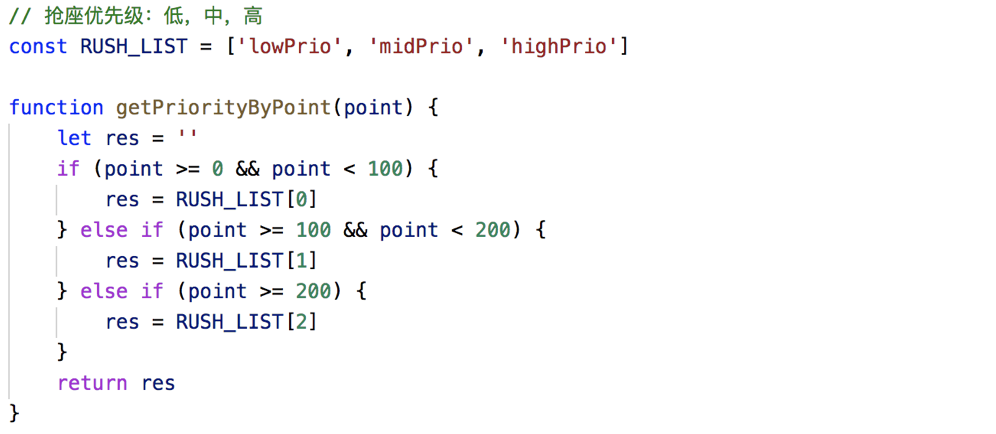 // 抢座优先级：低，中，高
const RUSH_LIST = ['lowPrio', 'midPrio', 'highPrio']

function getPriorityByPoint(point) {
    let res = ''
    if (point >= 0 && point < 100) {
        res = RUSH_LIST[0]
    } else if (point >= 100 && point < 200) {
        res = RUSH_LIST[1]
    } else if (point >= 200) {
        res = RUSH_LIST[2]
    }
    return res
}